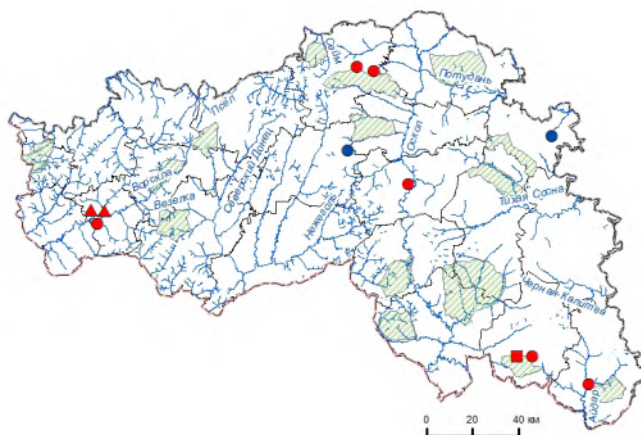 Сейм
Потудань
Псёл
Оскол
Северский Донец
Ворскла
Везелка
Нежеголь
Тихая Сосна
Черная Калитва
Айдар
0 20 40 км